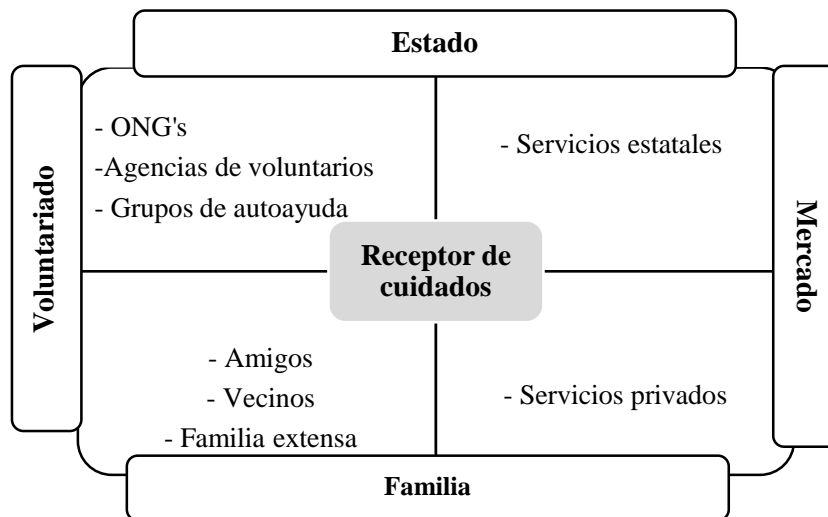 Estado
Voluntariado
- ONG's
-Agencias de voluntarios
- Grupos de autoayuda
- Servicios estatales
Mercado
Receptor de
cuidados
- Amigos
- Vecinos
- Familia extensa
- Servicios privados
Familia